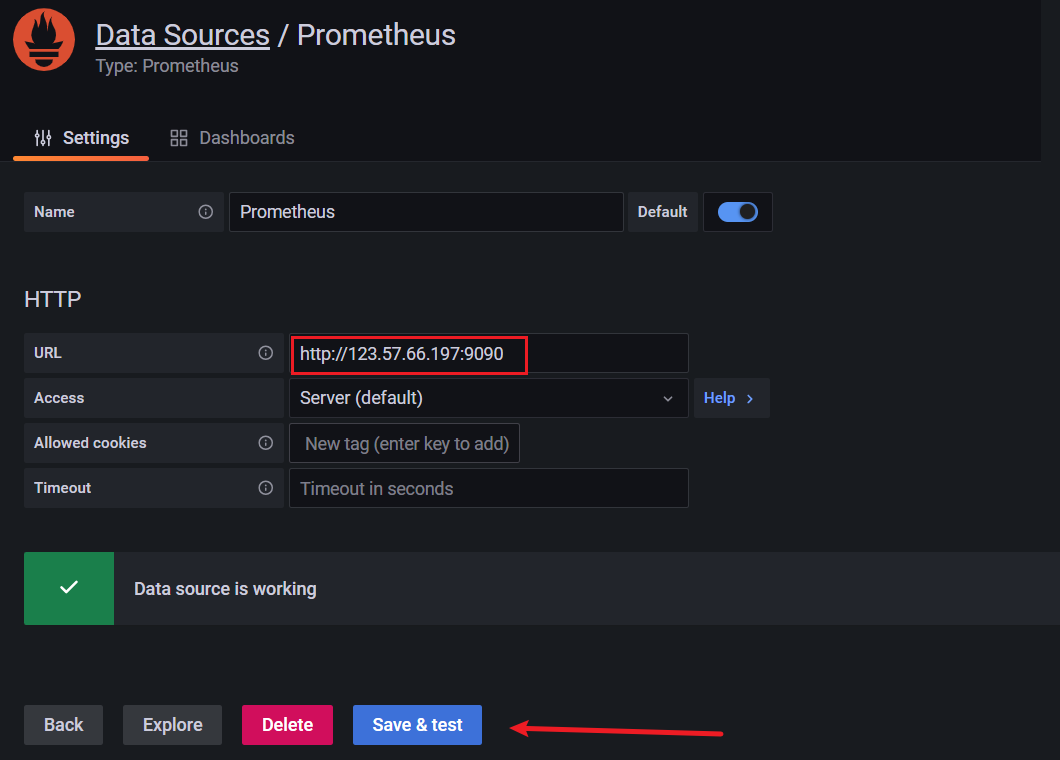 Data Sources / Prometheus
Type: Prometheus
Settings Dashboards
Name Prometheus Default
HTTP
URL http://123.57.66.197:9090
Access Server (default) Help >
Allowed cookies New tag (enter key to add)
Timeout Timeout in seconds
Data source is working
Back Explore Delete Save & test